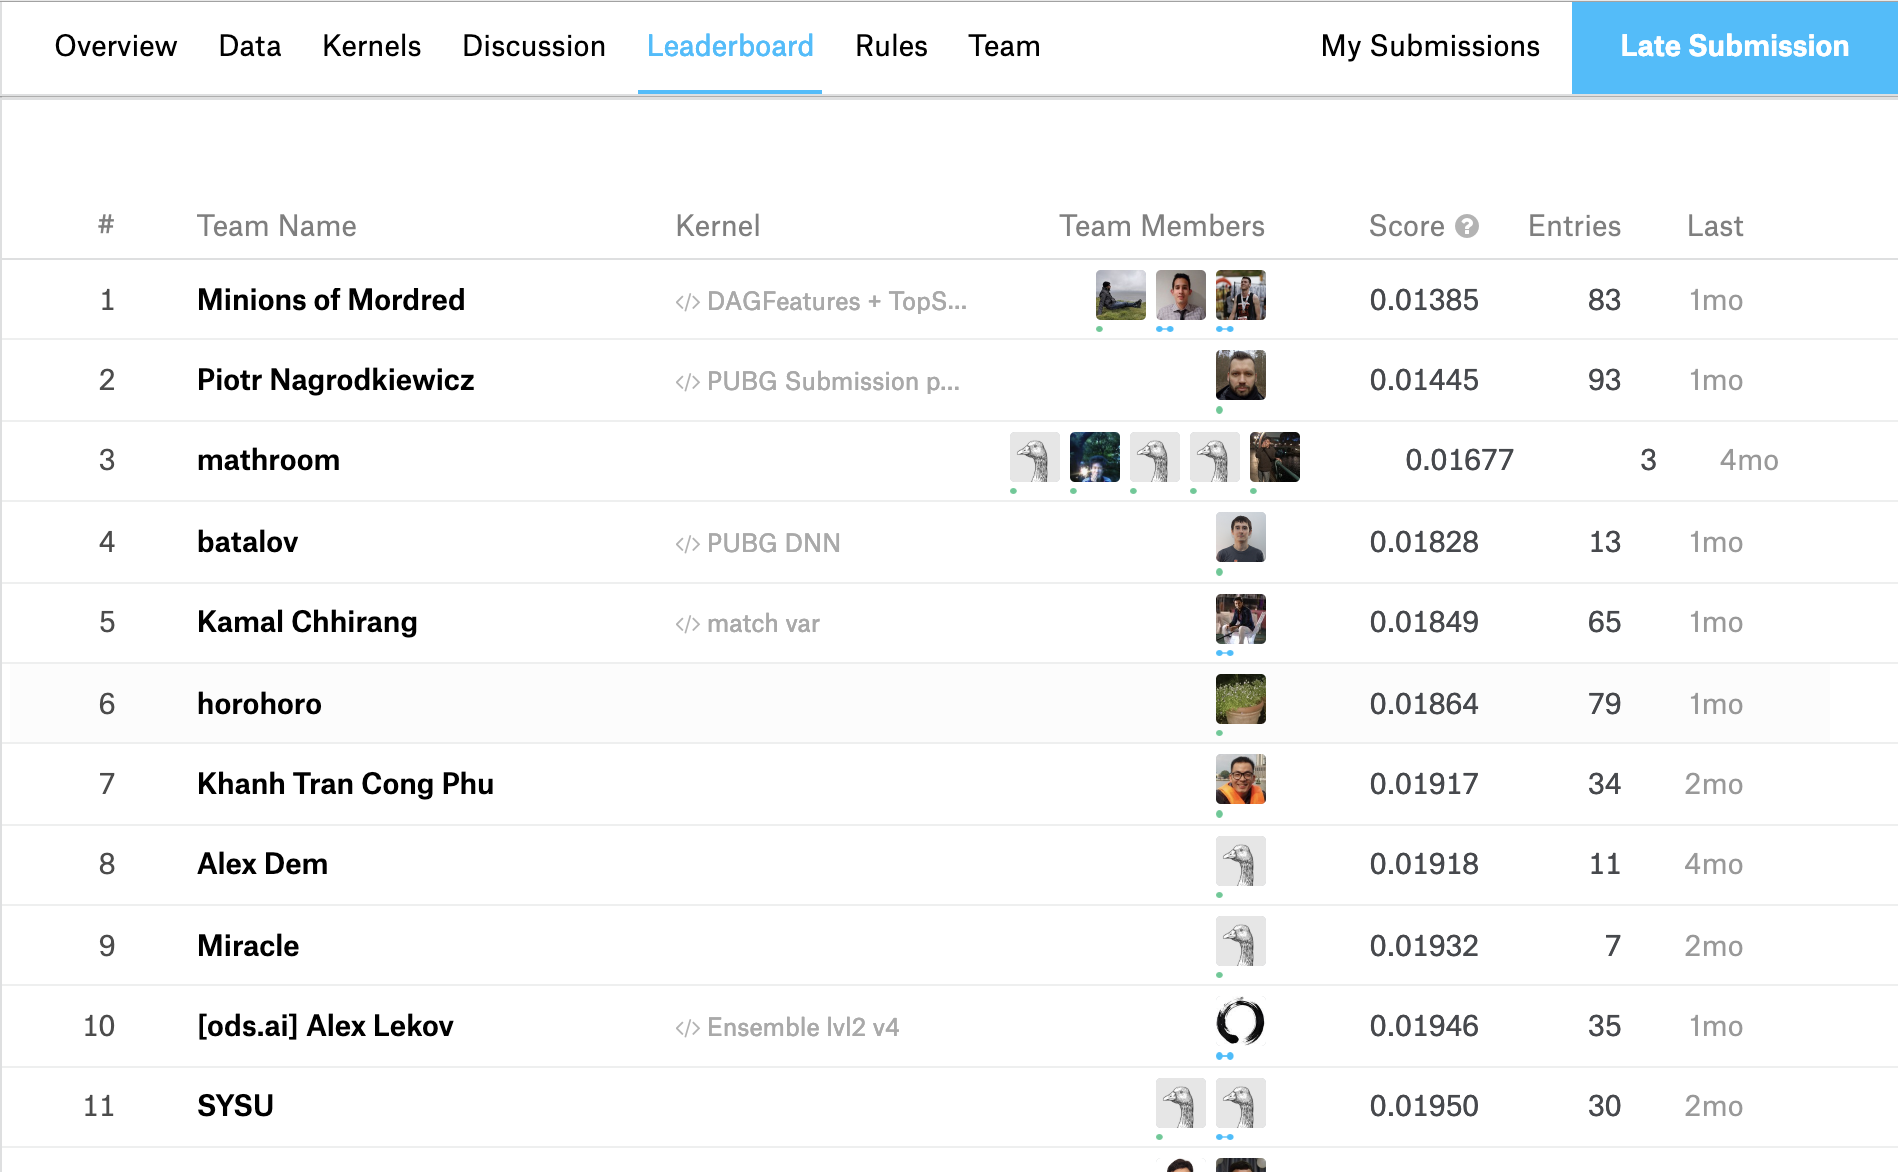 Overview Data Kernels Discussion Leaderboard Rules Team My Submissions Late Submission
# Team Name Kernel Team Members Score ? Entries Last
1 Minions of Mordred </> DAGFeatures + TopS... 0.01385 83 1mo
2 Piotr Nagrodkiewicz </> PUBG Submission p... 0.01445 93 1mo
3 mathroom 0.01677 3 4mo
4 batalov </> PUBG DNN 0.01828 13 1mo
5 Kamal Chhirang </> match var 0.01849 65 1mo
6 horohoro 0.01864 79 1mo
7 Khanh Tran Cong Phu 0.01917 34 2mo
8 Alex Dem 0.01918 11 4mo
9 Miracle 0.01932 7 2mo
10 [ods.ai] Alex Lekov </> Ensemble lvl2 v4 0.01946 35 1mo
11 SYSU 0.01950 30 2mo